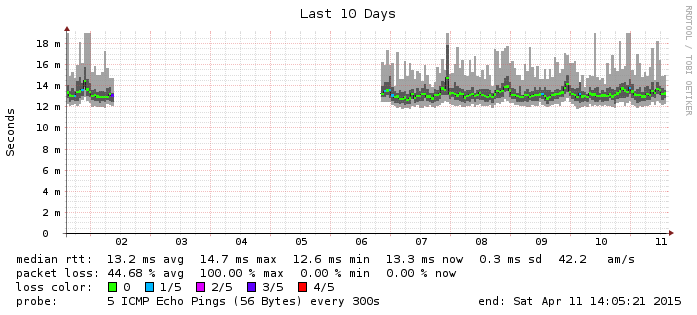 Last 10 Days
RRDTOOL / TOBI OETIKER
Seconds
18 m
16 m
14 m
12 m
10 m
8 m
6 m
4 m
2 m
0
02 03 04 05 06 07 08 09 10 11
median rtt: 13.2 ms avg 14.7 ms max 12.6 ms min 13.3 ms now 0.3 ms sd 42.2 am/s
packet loss: 44.68 % avg 100.00 % max 0.00 % min 0.00 % now
loss color: 0 1/5 2/5 3/5 4/5
probe: 5 ICMP Echo Pings (56 Bytes) every 300s end: Sat Apr 11 14:05:21 2015